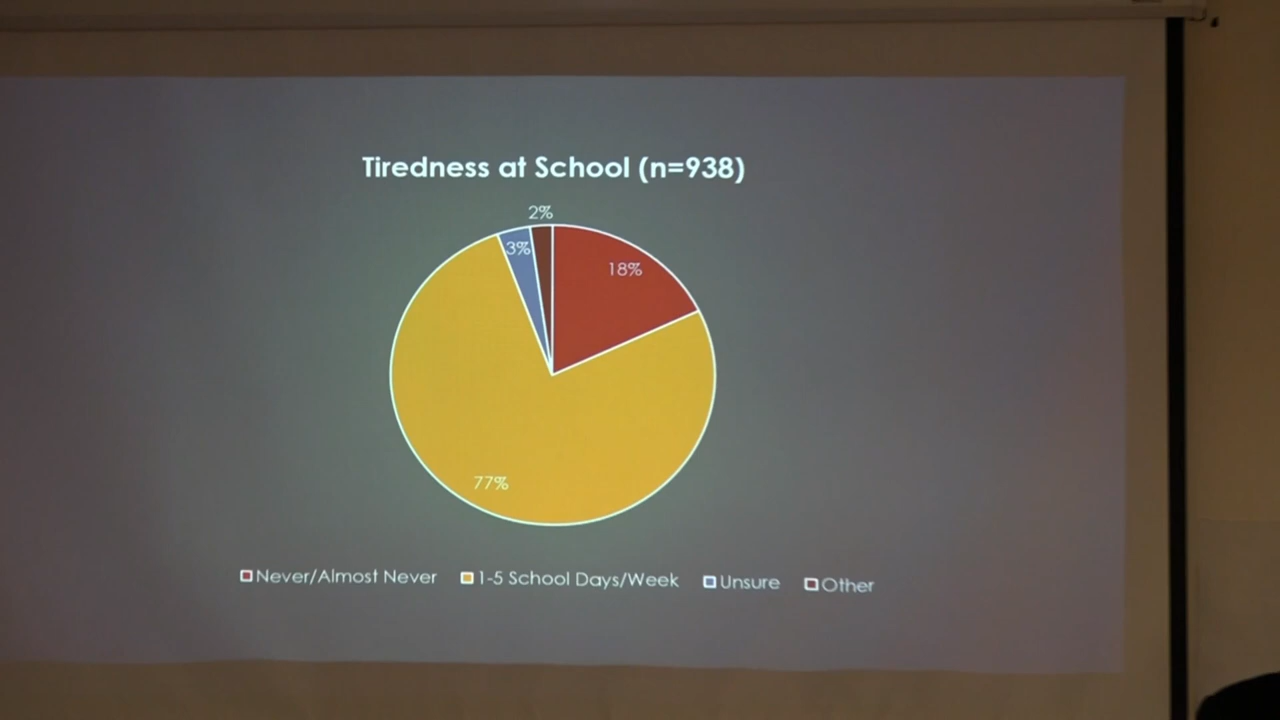 Tiredness at School (n=938)
2%
3%
18%
77%
Never/Almost Never
1-5 School Days/Week
Unsure
Other